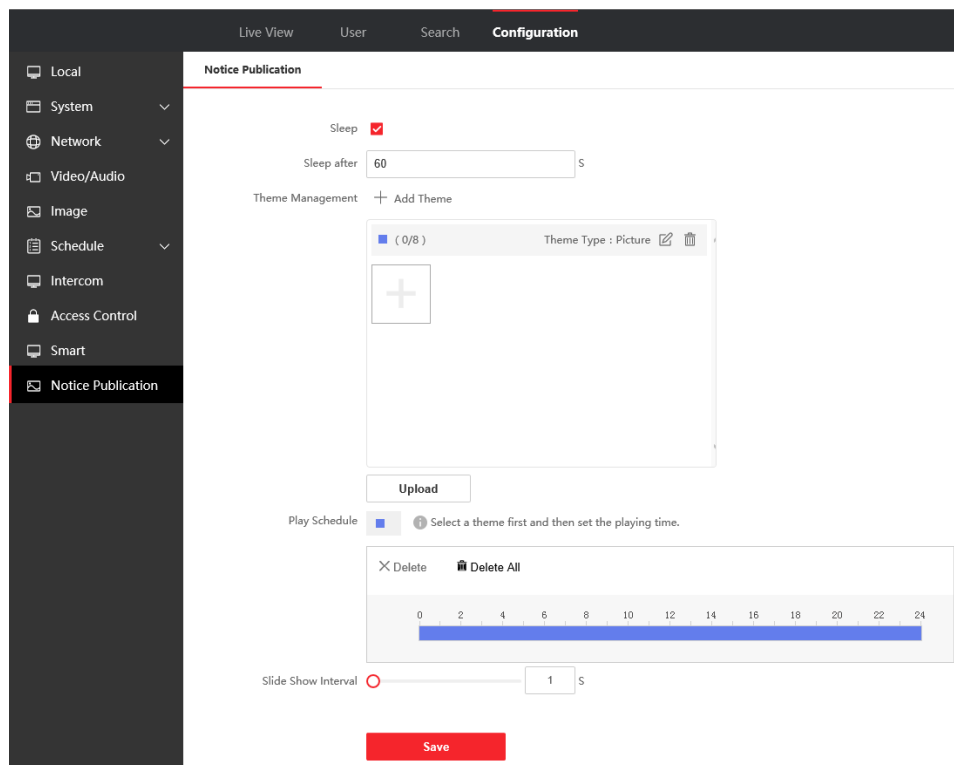 Live View User Search Configuration
Local
System
Network
Video/Audio
Image
Schedule
Intercom
Access Control
Smart
Notice Publication
Notice Publication
Sleep
Sleep after 60 S
Theme Management + Add Theme
( 0/8 ) Theme Type : Picture
Upload
Play Schedule Select a theme first and then set the playing time.
Delete Delete All
0 2 4 6 8 10 12 14 16 18 20 22 24
Slide Show Interval 1 S
Save